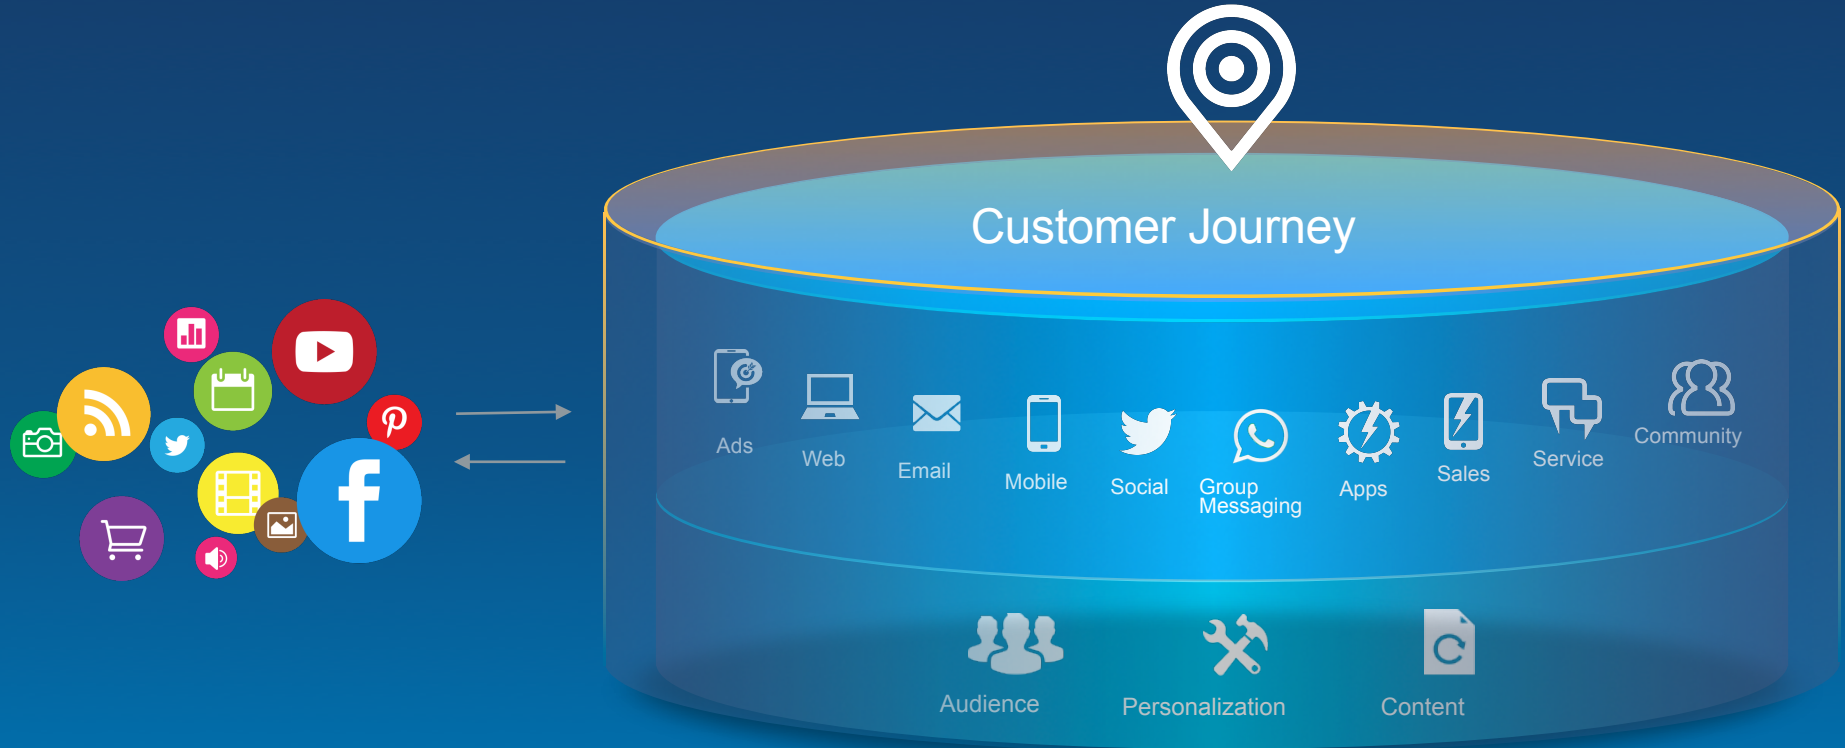 Customer Journey
Ads
Web
Email
Mobile
Social
Group
Messaging
Apps
Sales
Service
Community
Audience
Personalization
Content